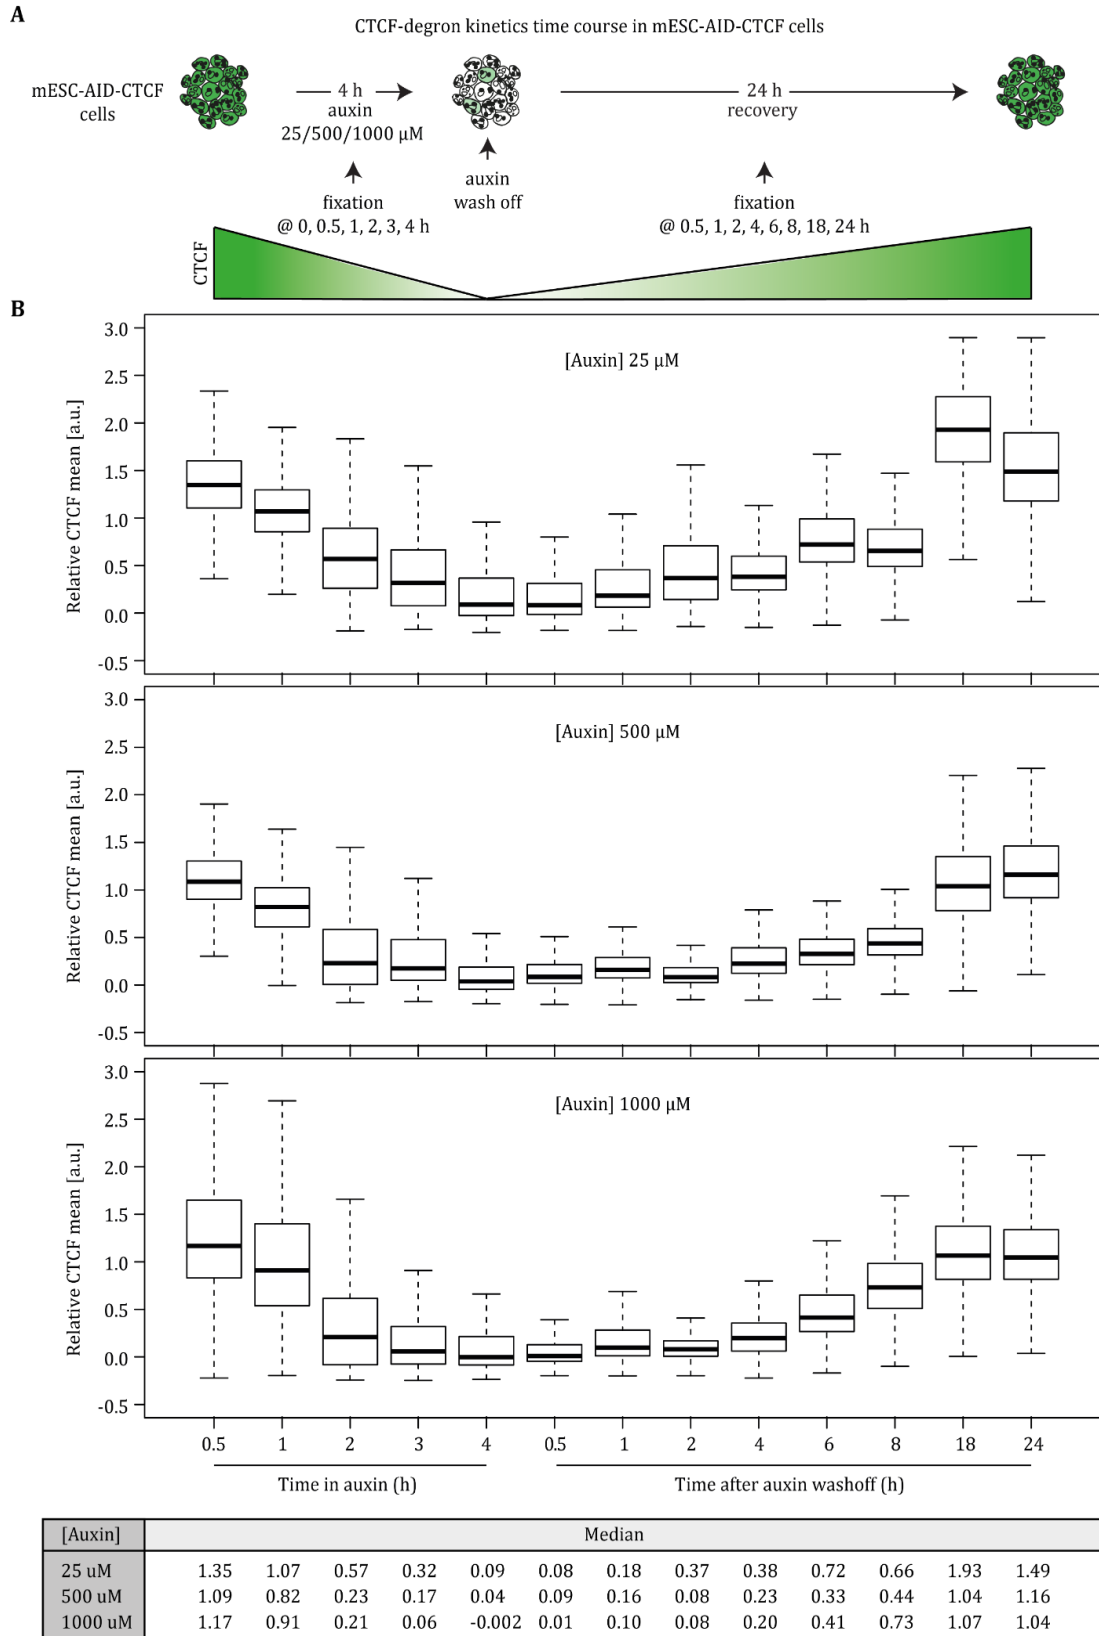 A
CTCF-degron kinetics time course in mESC-AID-CTCF cells
mESC-AID-CTCF
cells
4 h
auxin
25/500/1000 µM
24 h
recovery
auxin
wash off
fixation
@ 0, 0.5, 1, 2, 3, 4 h
fixation
@ 0.5, 1, 2, 4, 6, 8, 18, 24 h
CTCF
B
[Auxin] 25 µM
Relative CTCF mean [a.u.]
3.0
2.5
2.0
1.5
1.0
0.5
0.0
-0.5
[Auxin] 500 µM
Relative CTCF mean [a.u.]
3.0
2.5
2.0
1.5
1.0
0.5
0.0
-0.5
[Auxin] 1000 µM
Relative CTCF mean [a.u.]
3.0
2.5
2.0
1.5
1.0
0.5
0.0
-0.5
0.5 1 2 3 4 0.5 1 2 4 6 8 18 24
Time in auxin (h) Time after auxin washoff (h)
[Auxin] Median
25 uM 1.35 1.07 0.57 0.32 0.09 0.08 0.18 0.37 0.38 0.72 0.66 1.93 1.49
500 uM 1.09 0.82 0.23 0.17 0.04 0.09 0.16 0.08 0.23 0.33 0.44 1.04 1.16
1000 uM 1.17 0.91 0.21 0.06 -0.002 0.01 0.10 0.08 0.20 0.41 0.73 1.07 1.04